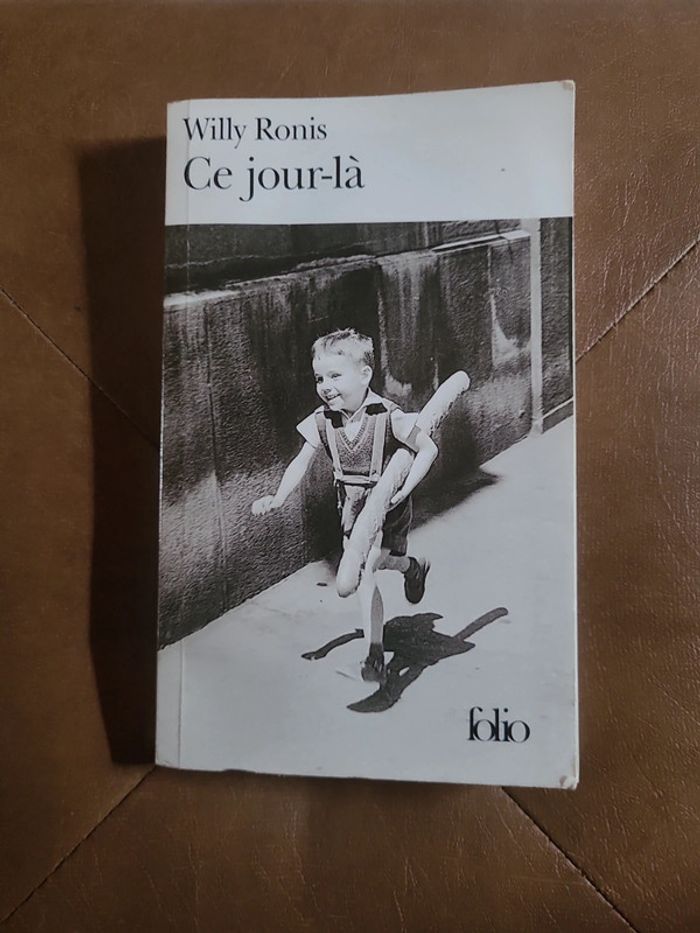 Willy Ronis
Ce jour-là
folio